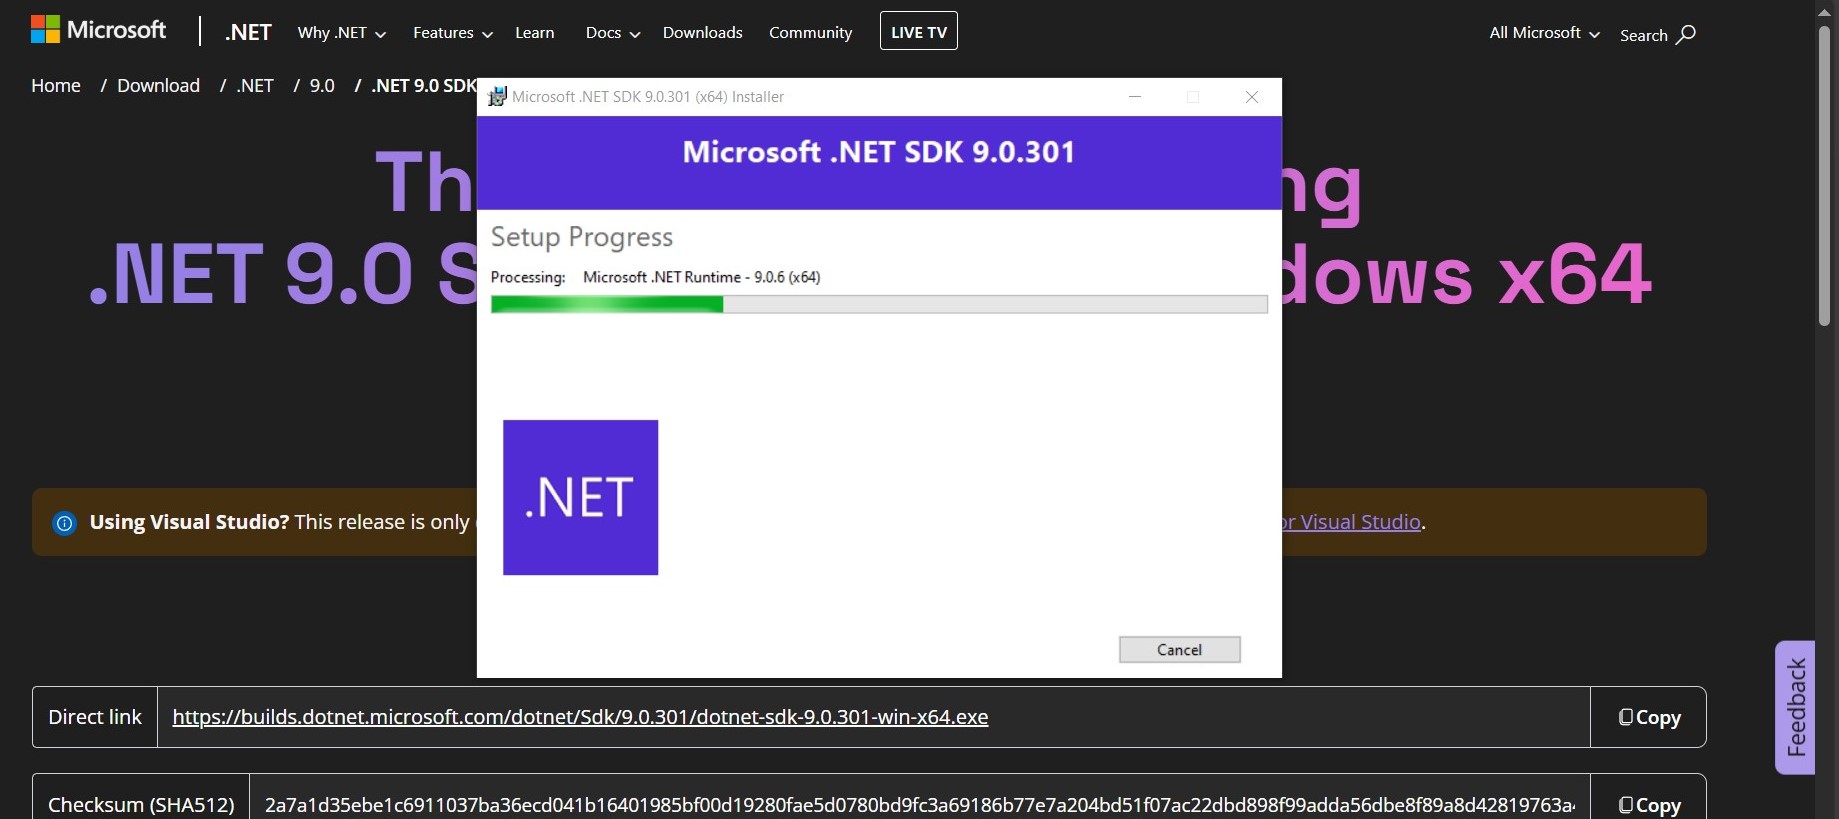 Microsoft
.NET
Why .NET
Features
Learn
Docs
Downloads
Community
LIVE TV
All Microsoft
Search
Home / Download / .NET / 9.0 / .NET 9.0 SDK
Microsoft .NET SDK 9.0.301 (x64) Installer
Microsoft .NET SDK 9.0.301
Th
ng
.NET 9.0 S
dows x64
Setup Progress
Processing: Microsoft .NET Runtime - 9.0.6 (x64)
.NET
Using Visual Studio? This release is only
or Visual Studio.
Cancel
Feedback
Direct link
https://builds.dotnet.microsoft.com/dotnet/Sdk/9.0.301/dotnet-sdk-9.0.301-win-x64.exe
Copy
Checksum (SHA512)
2a7a1d35ebe1c6911037ba36ecd041b16401985bf00d19280fae5d0780bd9fc3a69186b77e7a204bd51f07ac22dbd898f99adda56dbe8f89a8d42819763a
Copy